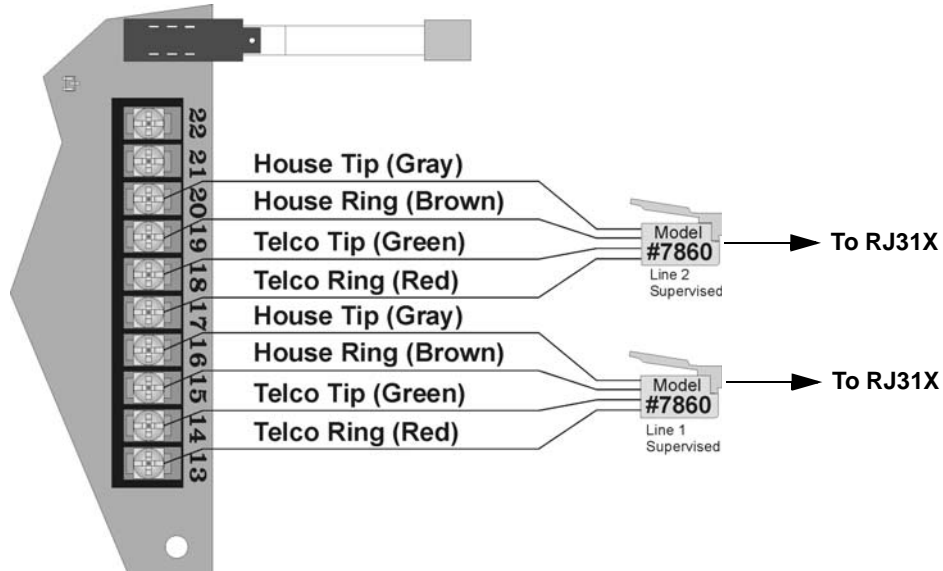 22
21
20
19
18
17
16
15
14
13
House Tip (Gray)
House Ring (Brown)
Telco Tip (Green)
Telco Ring (Red)
House Tip (Gray)
House Ring (Brown)
Telco Tip (Green)
Telco Ring (Red)
Model
#7860
Line 2
Supervised
To RJ31X
Model
#7860
Line 1
Supervised
To RJ31X